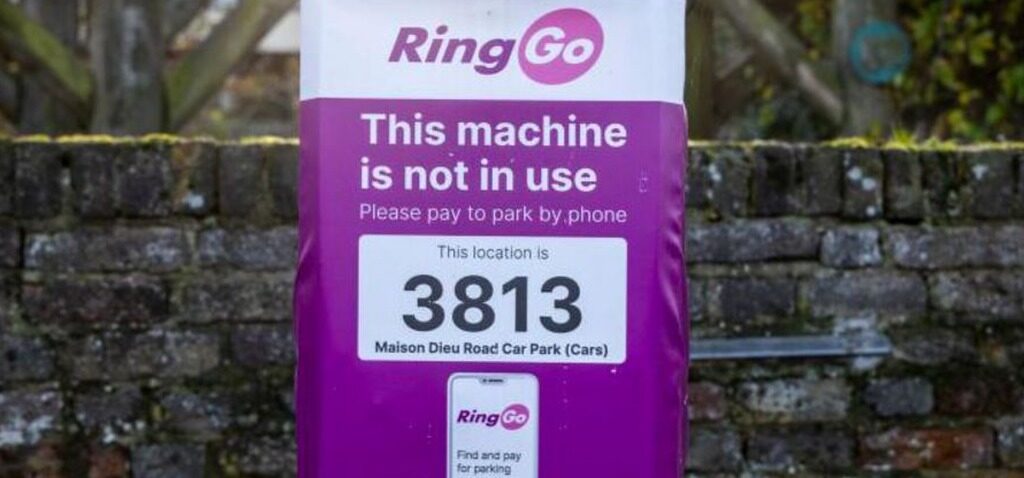 RingGo
This machine
is not in use
Please pay to park by phone
This location is
3813
Maison Dieu Road Car Park (Cars)
RingGo
Find and pay
for parking